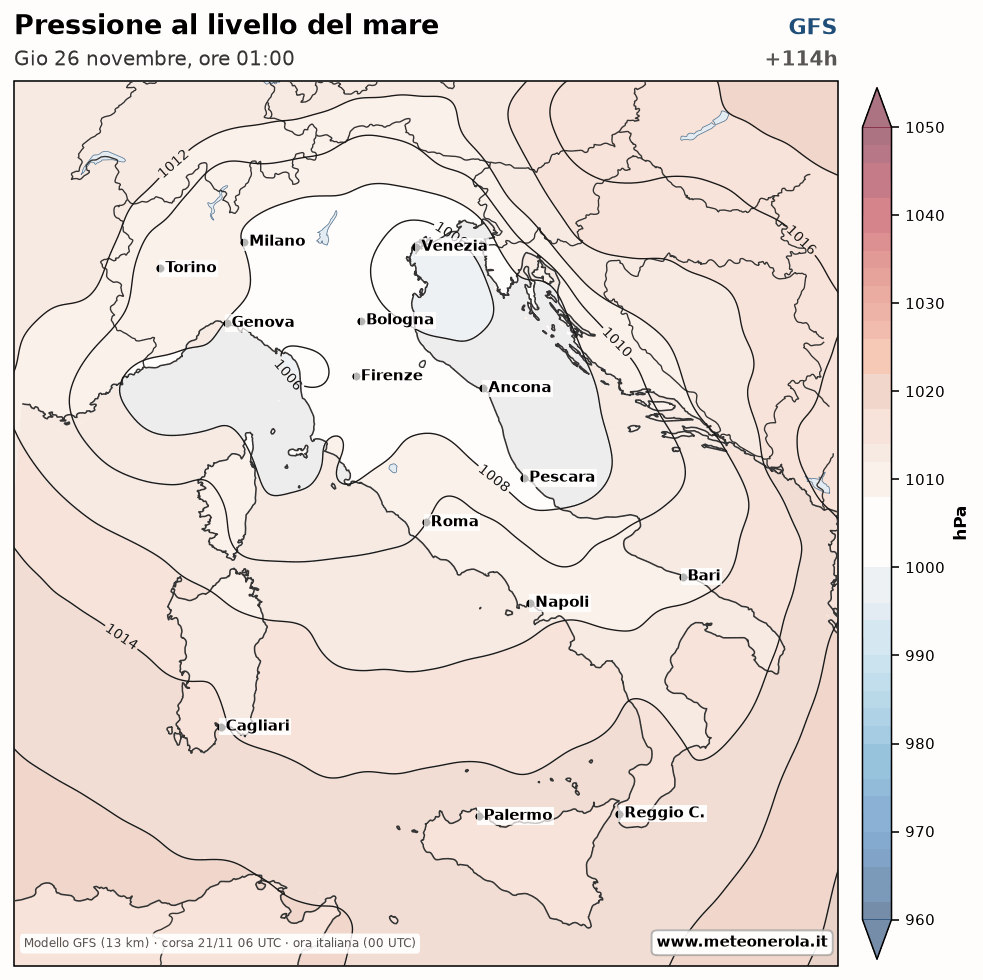 Pressione al livello del mare
GFS
Gio 26 novembre, ore 01:00
+114h
1012
1016
Milano
Venezia
Torino
Genova
Bologna
1010
1006
Firenze
Ancona
1008
Pescara
Roma
Bari
Napoli
1014
Cagliari
Palermo
Reggio C.
Modello GFS (13 km) · corsa 21/11 06 UTC · ora italiana (00 UTC)
www.meteonerola.it
1050
1040
1030
1020
1010
1000
990
980
970
960
hPa